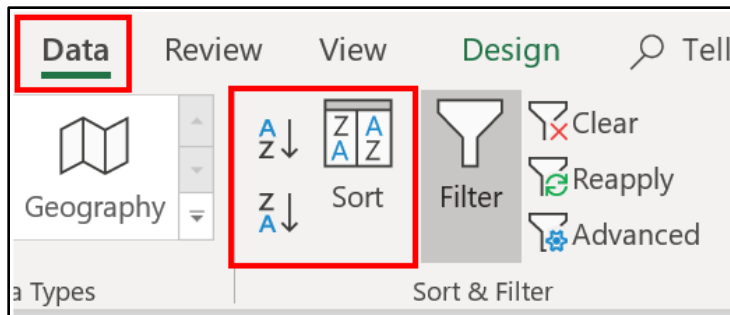 Data Review View Design Tell
A
Z
Z A
A Z
Z
A
Geography
Sort
Filter
Clear
Reapply
Advanced
a Types
Sort & Filter